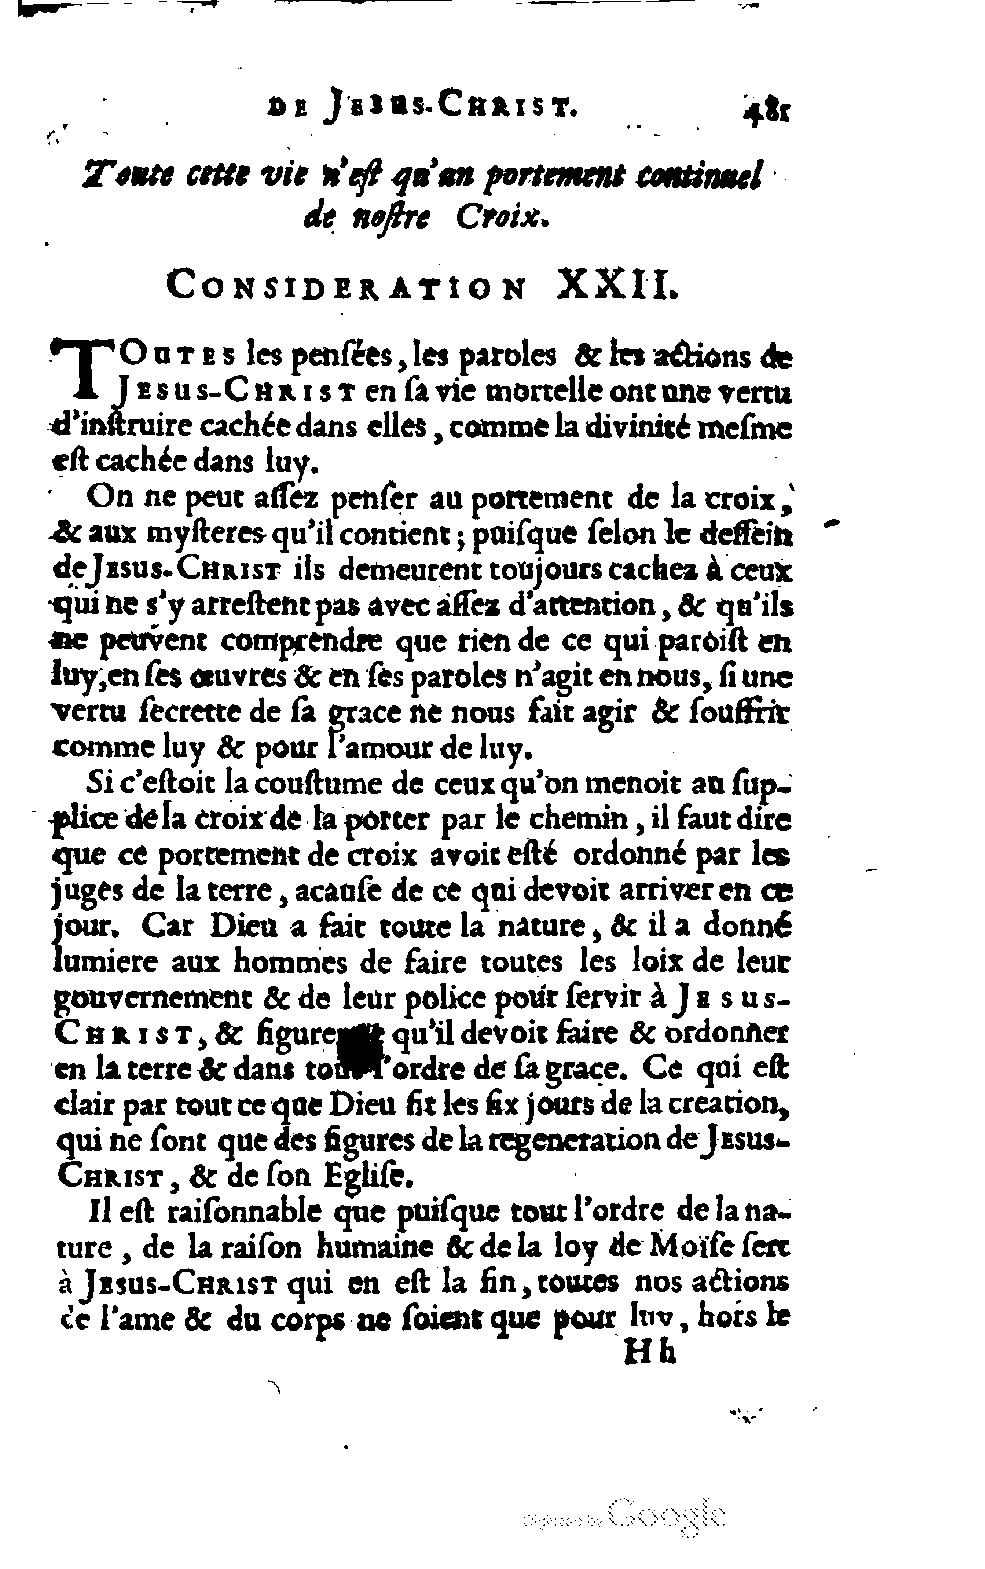 DE JESUS-CHRIST. 481
Toute cette vie n'eſt qu'un portement continuel
de noſtre Croix.
CONSIDERATION XXII.
TOUTES les penſées, les paroles & les actions de
JESUS-CHRIST en ſa vie mortelle ont une vertu
d'inſtruire cachée dans elles, comme la divinité meſme
eſt cachée dans luy.
On ne peut aſſez penſer au portement de la croix,
& aux myſteres qu'il contient; puiſque ſelon le deſſein
de JESUS-CHRIST ils demeurent toujours cachez à ceux
qui ne s'y arreſtent pas avec aſſez d'attention, & qu'ils
ne peuvent comprendre que rien de ce qui paroiſt en
luy, en ſes œuvres & en ſes paroles n'agit en nous, ſi une
vertu ſecrette de ſa grace ne nous fait agir & ſouffrir
comme luy & pour l'amour de luy.
Si c'eſtoit la couſtume de ceux qu'on menoit au ſup-
plice de la croix de la porter par le chemin, il faut dire
que ce portement de croix avoit eſté ordonné par les
juges de la terre, acauſe de ce qui devoit arriver en ce
jour. Car Dieu a fait toute la nature, & il a donné
lumiere aux hommes de faire toutes les loix de leur
gouvernement & de leur police pour ſervir à JESUS-
CHRIST, & figure qu'il devoit faire & ordonner
en la terre & dans tout l'ordre de ſa grace. Ce qui eſt
clair par tout ce que Dieu fit les ſix jours de la creation,
qui ne ſont que des figures de la regeneration de JESUS-
CHRIST, & de ſon Egliſe.
Il eſt raiſonnable que puiſque tout l'ordre de la na-
ture, de la raiſon humaine & de la loy de Moïſe ſert
à JESUS-CHRIST qui en eſt la fin, toutes nos actions
de l'ame & du corps ne ſoient que pour luy, hors le
Hh
Digitized by Google